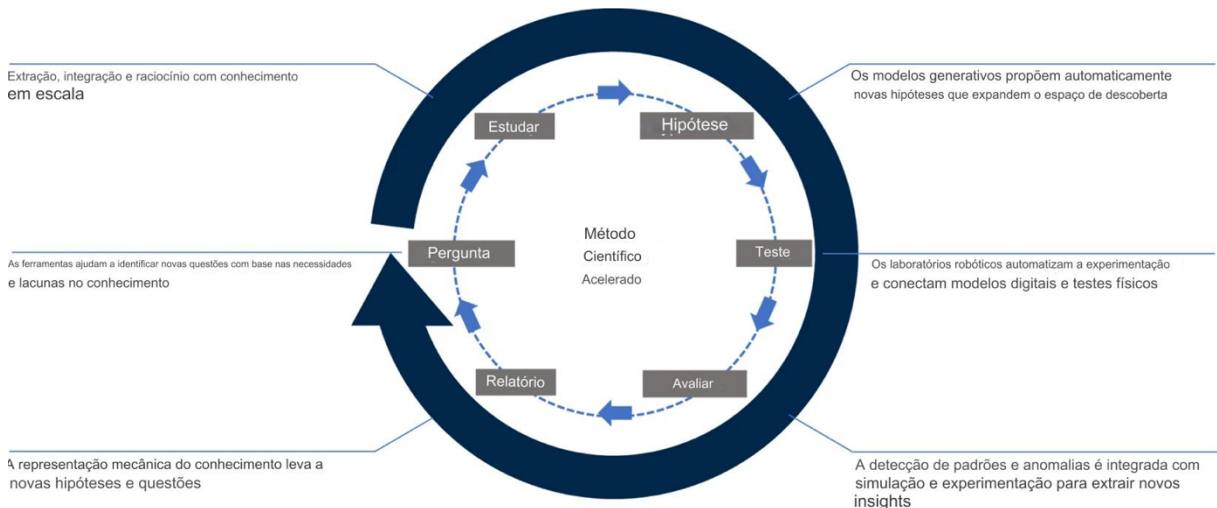 Extração, integração e raciocínio com conhecimento
em escala
Os modelos generativos propõem automaticamente
novas hipóteses que expandem o espaço de descoberta
Estudar
Hipótese
Pergunta
Método
Científico
Acelerado
Teste
As ferramentas ajudam a identificar novas questões com base nas necessidades
e lacunas no conhecimento
Os laboratórios robóticos automatizam a experimentação
e conectam modelos digitais e testes físicos
Relatório
Avaliar
A representação mecânica do conhecimento leva a
novas hipóteses e questões
A detecção de padrões e anomalias é integrada com
simulação e experimentação para extrair novos
insights